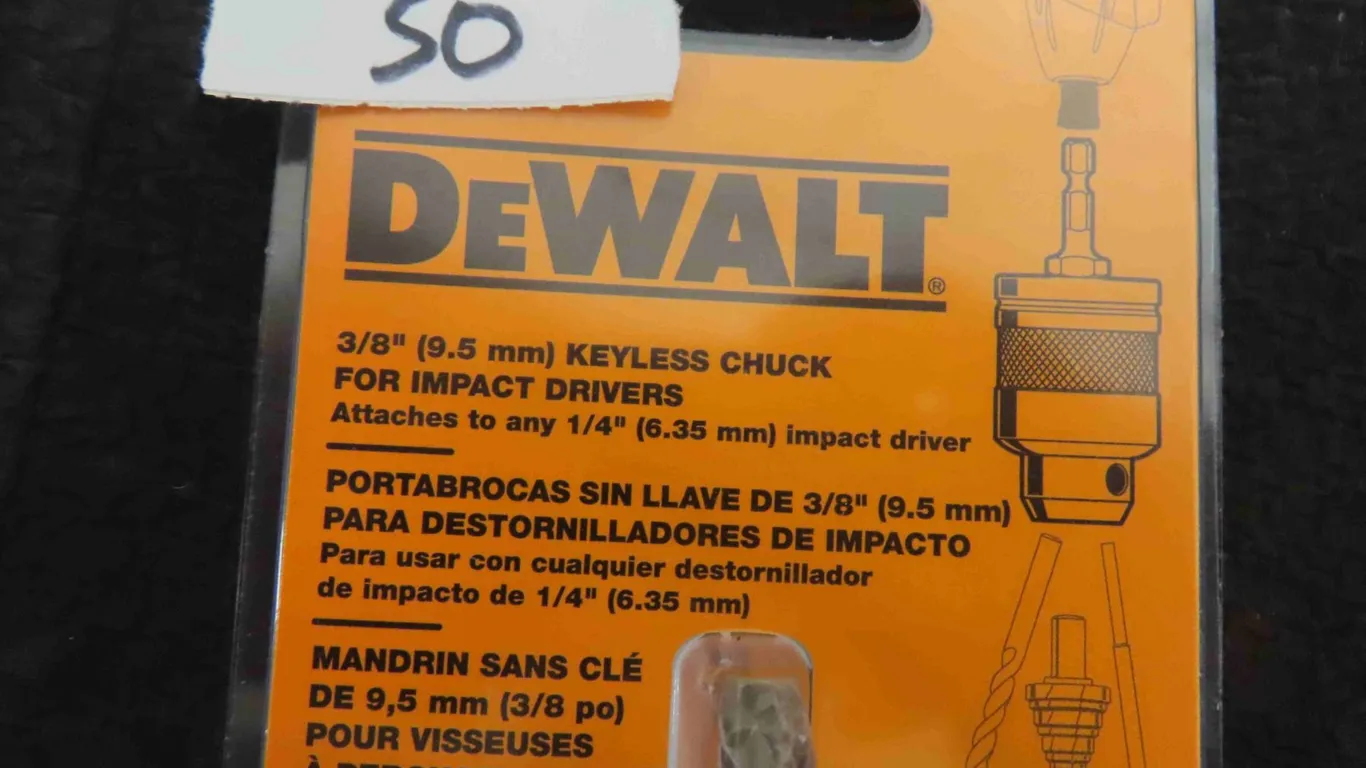 50
DEWALT®
3/8" (9.5 mm) KEYLESS CHUCK
FOR IMPACT DRIVERS
Attaches to any 1/4" (6.35 mm) impact driver
PORTABROCAS SIN LLAVE DE 3/8" (9.5 mm)
PARA DESTORNILLADORES DE IMPACTO
Para usar con cualquier destornillador
de impacto de 1/4" (6.35 mm)
MANDRIN SANS CLÉ
DE 9,5 mm (3/8 po)
POUR VISSEUSES